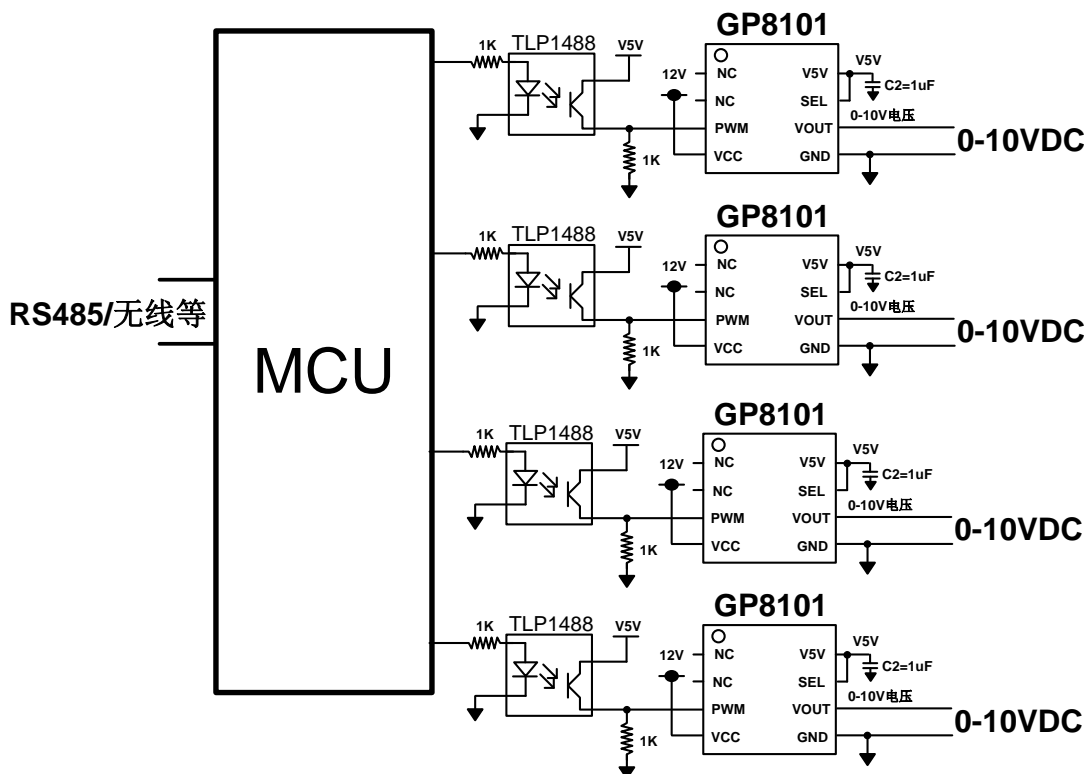 GP8101
1K
TLP1488
V5V
12V
NC
V5V
V5V
C2=1uF
NC
SEL
0-10V电压
PWM
VOUT
0-10VDC
1K
VCC
GND
GP8101
1K
TLP1488
V5V
12V
NC
V5V
V5V
C2=1uF
NC
SEL
0-10V电压
PWM
VOUT
0-10VDC
1K
VCC
GND
RS485/无线等
MCU
GP8101
1K
TLP1488
V5V
12V
NC
V5V
V5V
C2=1uF
NC
SEL
0-10V电压
PWM
VOUT
0-10VDC
1K
VCC
GND
GP8101
1K
TLP1488
V5V
12V
NC
V5V
V5V
C2=1uF
NC
SEL
0-10V电压
PWM
VOUT
0-10VDC
1K
VCC
GND